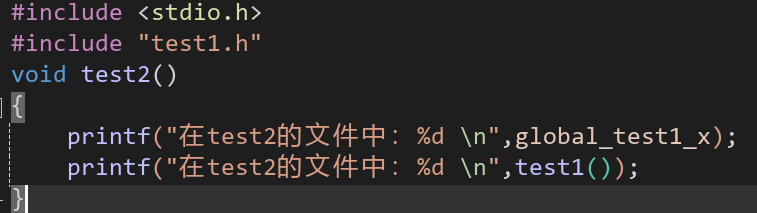 #include <stdio.h>
#include "test1.h"
void test2()
{
    printf("在test2的文件中：%d \n",global_test1_x);
    printf("在test2的文件中：%d \n",test1());
}